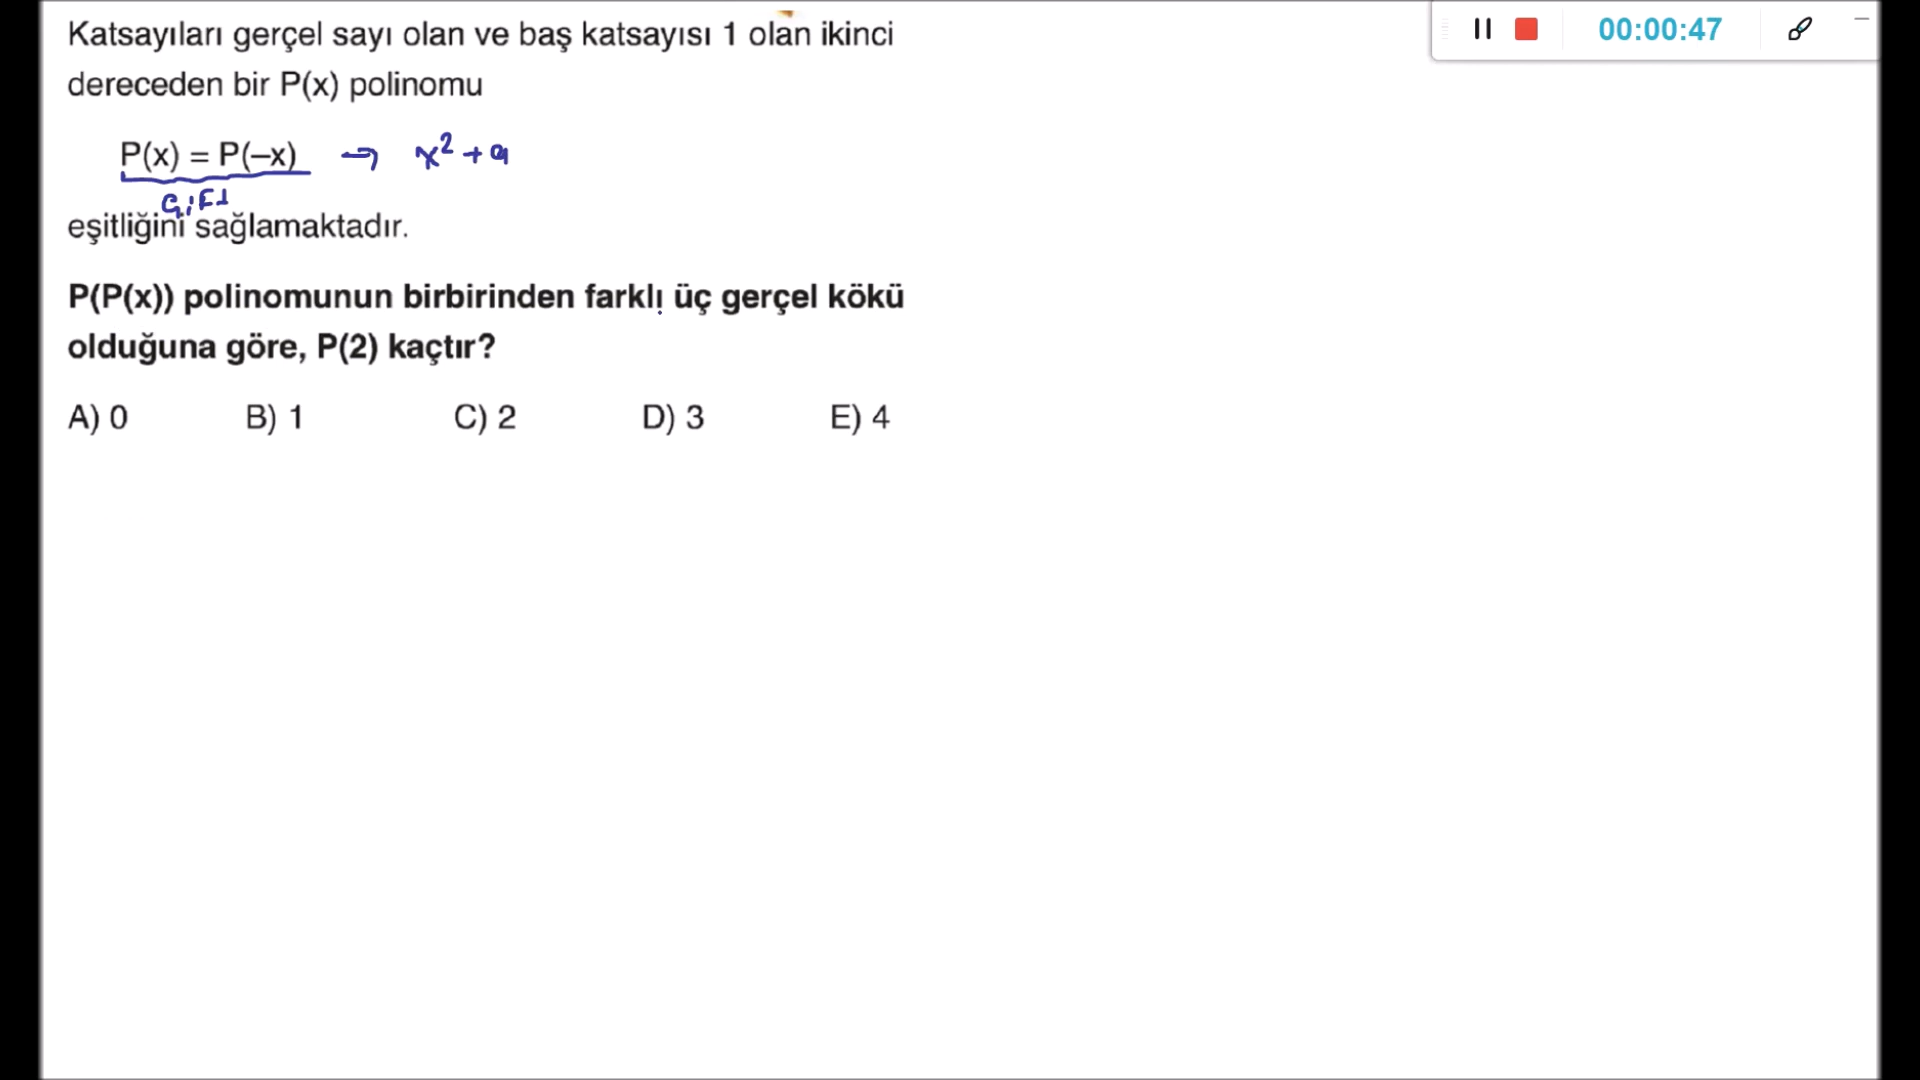 Katsayıları gerçel sayı olan ve baş katsayısı 1 olan ikinci
00:00:47
dereceden bir P(x) polinomu
P(x) = P(–x) → x² + a
Çift
eşitliğini sağlamaktadır.
P(P(x)) polinomunun birbirinden farklı üç gerçel kökü
olduğuna göre, P(2) kaçtır?
A) 0 B) 1 C) 2 D) 3 E) 4